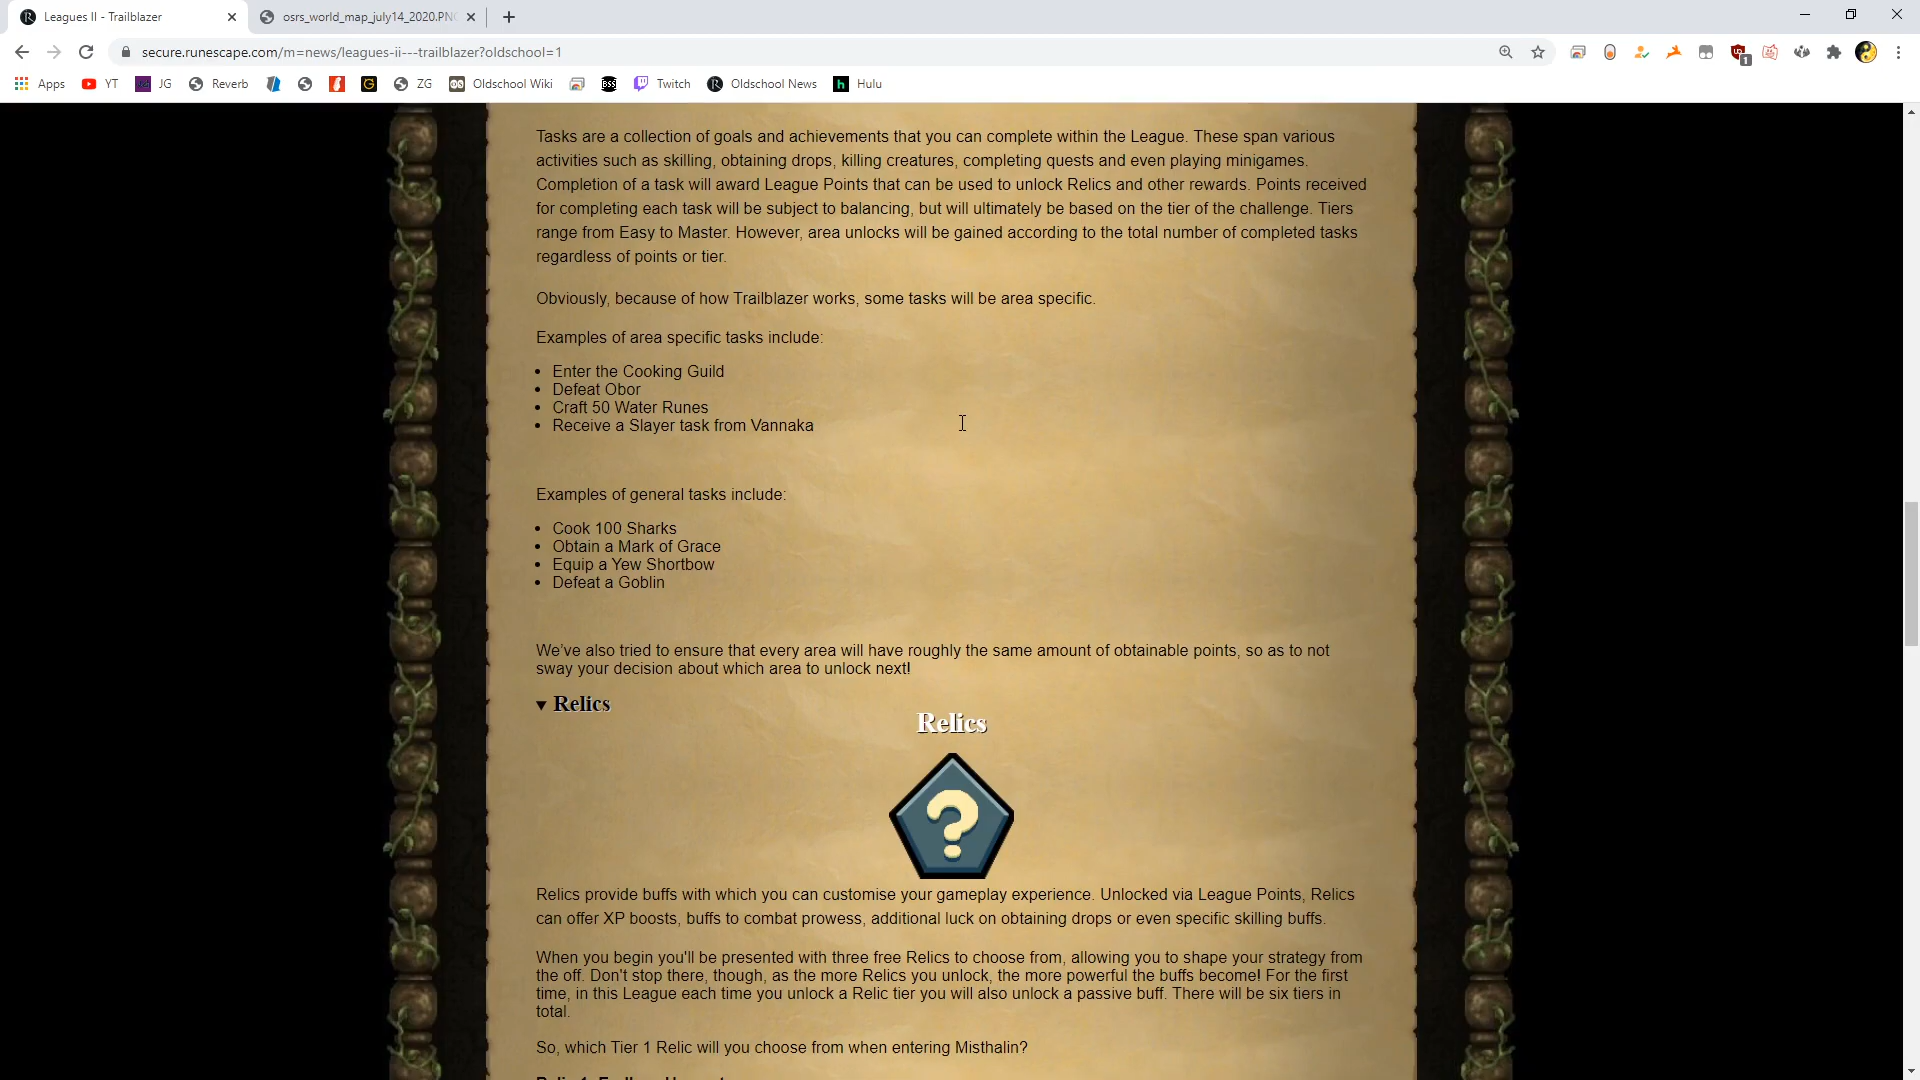 Leagues II - Trailblazer
osrs_world_map_july14_2020.PNG
secure.runescape.com/m=news/leagues-ii---trailblazer?oldschool=1
Apps YT JG Reverb ZG Oldschool Wiki Twitch Oldschool News Hulu
Tasks are a collection of goals and achievements that you can complete within the League. These span various
activities such as skilling, obtaining drops, killing creatures, completing quests and even playing minigames.
Completion of a task will award League Points that can be used to unlock Relics and other rewards. Points received
for completing each task will be subject to balancing, but will ultimately be based on the tier of the challenge. Tiers
range from Easy to Master. However, area unlocks will be gained according to the total number of completed tasks
regardless of points or tier.
Obviously, because of how Trailblazer works, some tasks will be area specific.
Examples of area specific tasks include:
• Enter the Cooking Guild
• Defeat Obor
• Craft 50 Water Runes
• Receive a Slayer task from Vannaka
Examples of general tasks include:
• Cook 100 Sharks
• Obtain a Mark of Grace
• Equip a Yew Shortbow
• Defeat a Goblin
We've also tried to ensure that every area will have roughly the same amount of obtainable points, so as to not
sway your decision about which area to unlock next!
▼ Relics
Relics
?
Relics provide buffs with which you can customise your gameplay experience. Unlocked via League Points, Relics
can offer XP boosts, buffs to combat prowess, additional luck on obtaining drops or even specific skilling buffs.
When you begin you'll be presented with three free Relics to choose from, allowing you to shape your strategy from
the off. Don't stop there, though, as the more Relics you unlock, the more powerful the buffs become! For the first
time, in this League each time you unlock a Relic tier you will also unlock a passive buff. There will be six tiers in
total.
So, which Tier 1 Relic will you choose from when entering Misthalin?